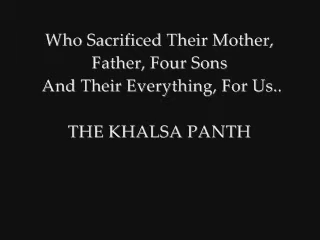 Who Sacrificed Their Mother,
Father, Four Sons
And Their Everything, For Us..
THE KHALSA PANTH